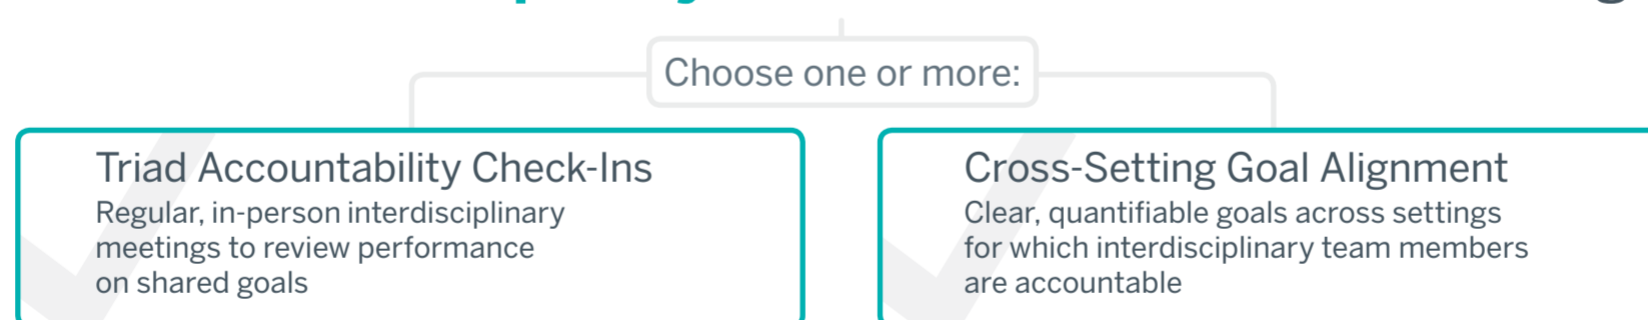 Choose one or more:
Triad Accountability Check-Ins
Regular, in-person interdisciplinary
meetings to review performance
on shared goals
Cross-Setting Goal Alignment
Clear, quantifiable goals across settings
for which interdisciplinary team members
are accountable